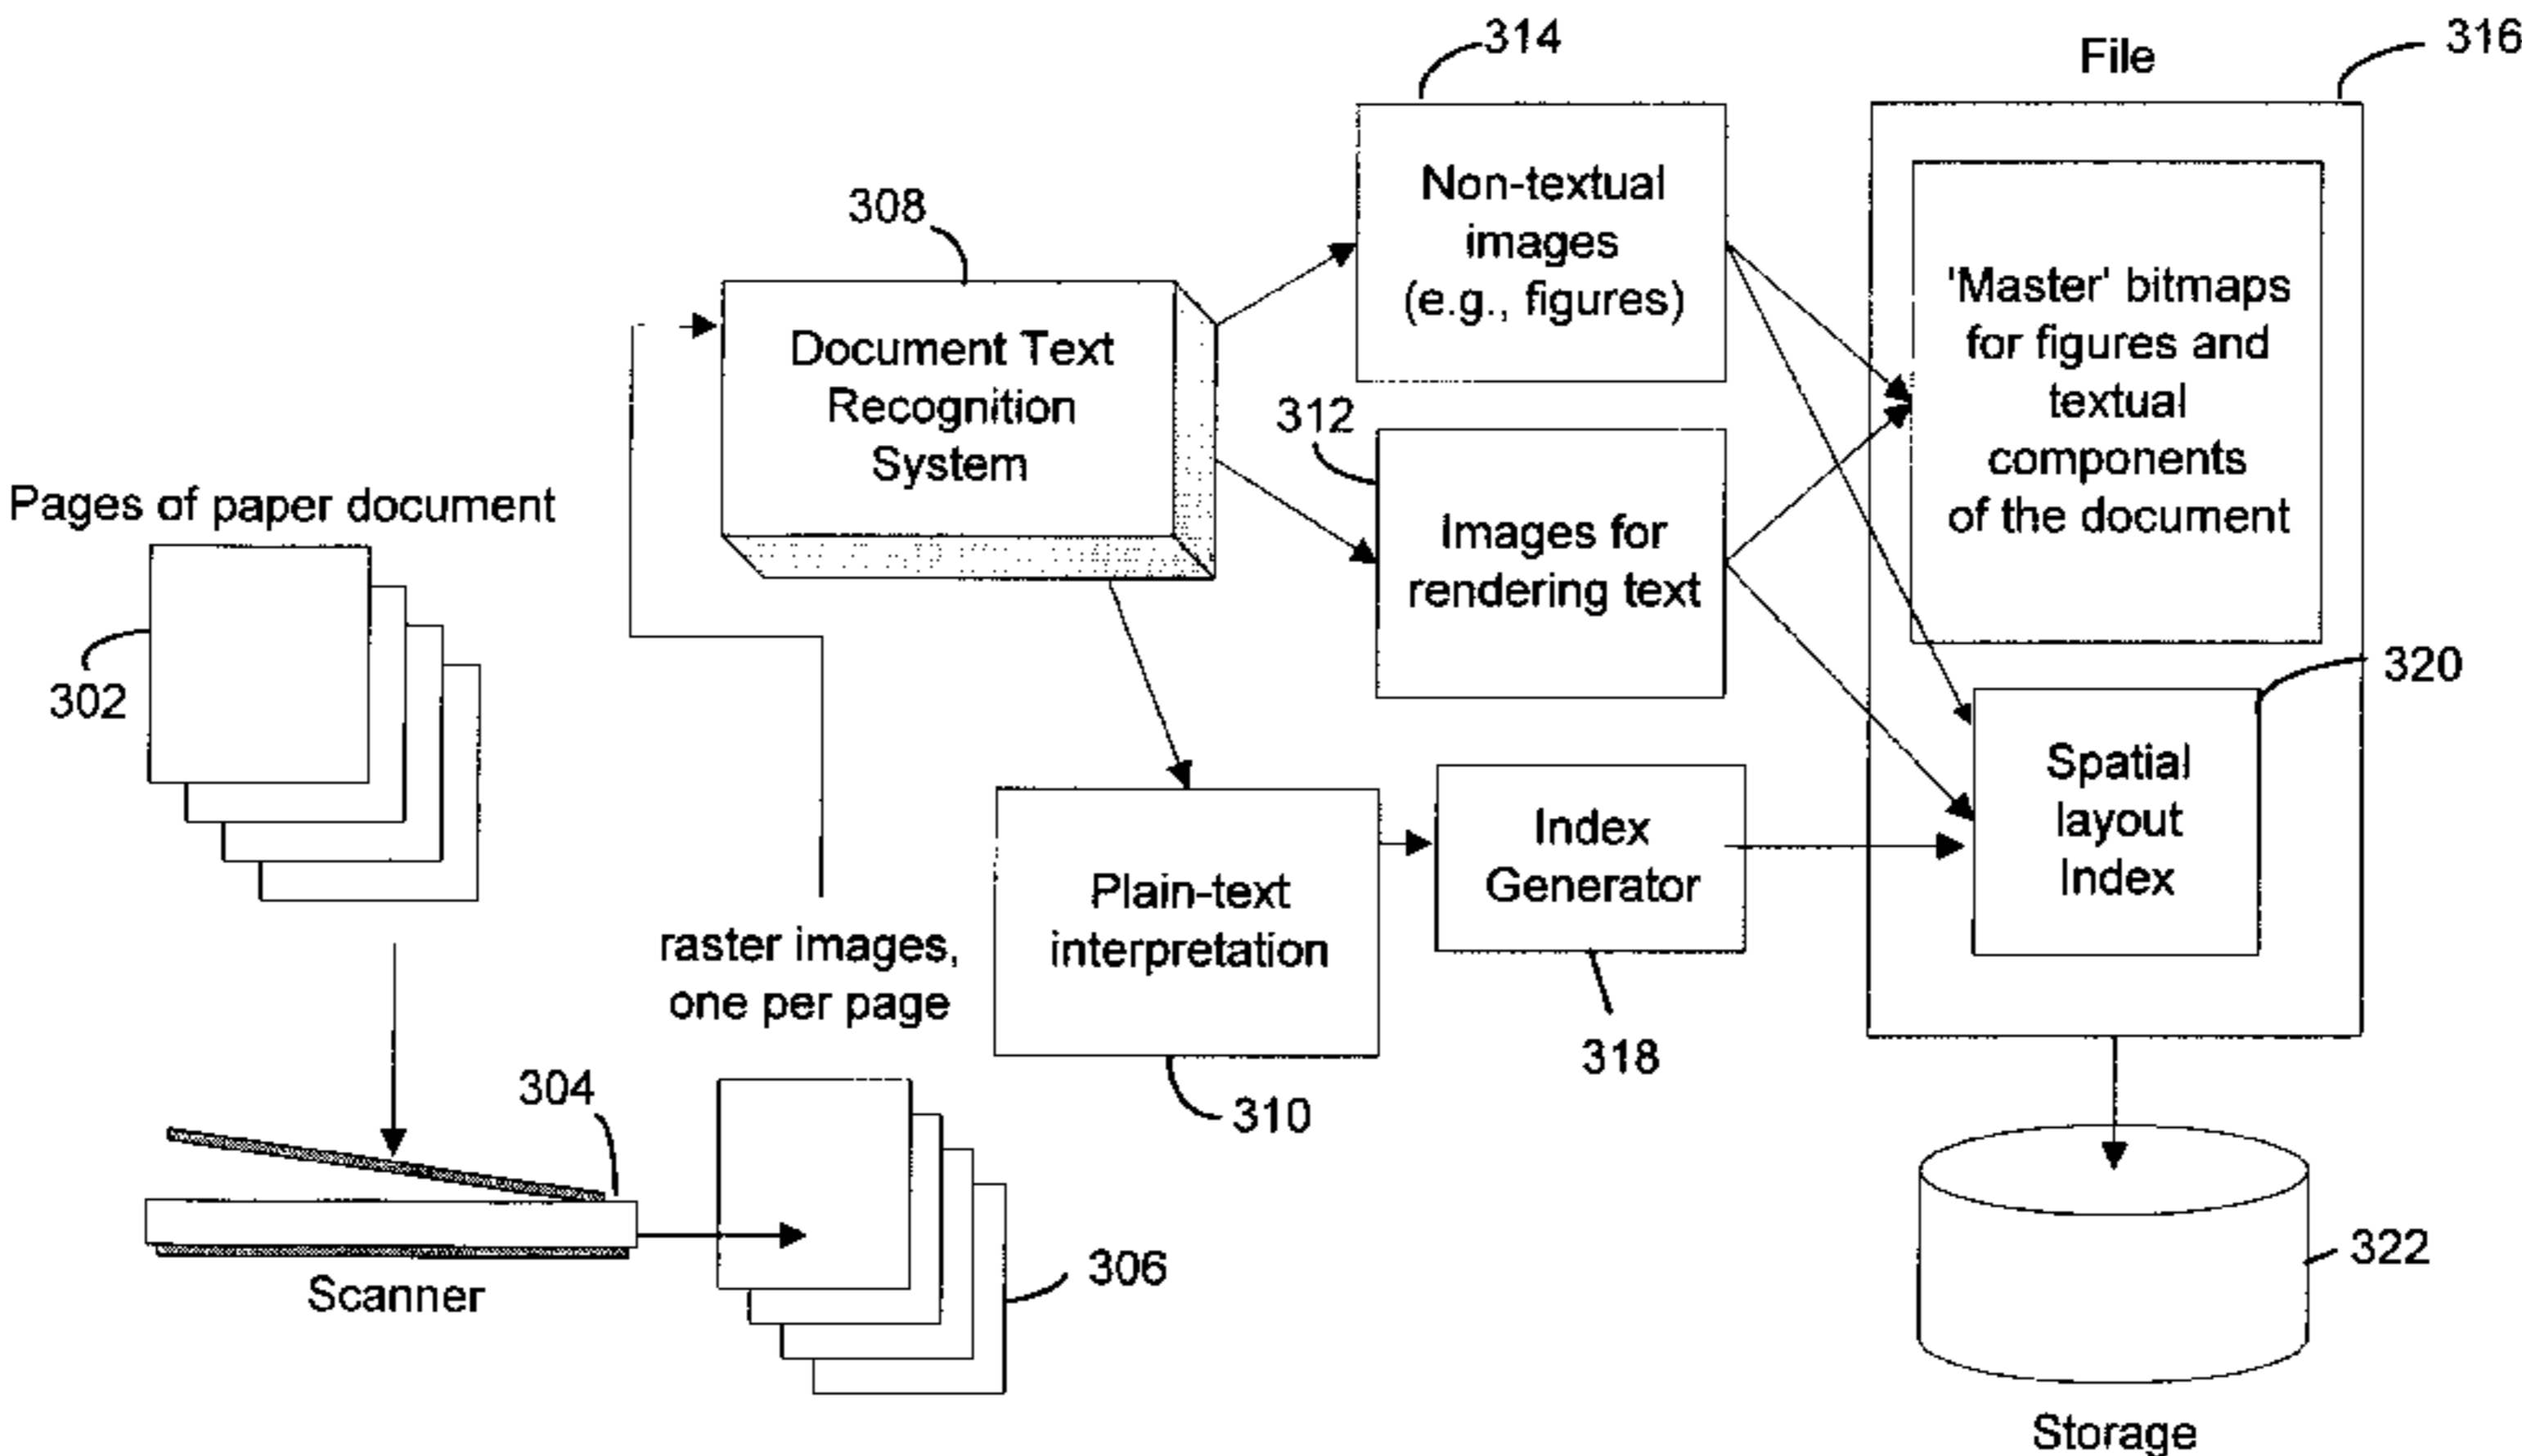 314
File
316
Non-textual
images
(e.g., figures)
308
'Master' bitmaps
for figures and
textual
components
of the document
Document Text
Recognition
System
312
Pages of paper document
Images for
rendering text
302
320
Spatial
layout
Index
Index
Generator
Plain-text
interpretation
raster images,
one per page
318
304
310
306
322
Scanner
Storage